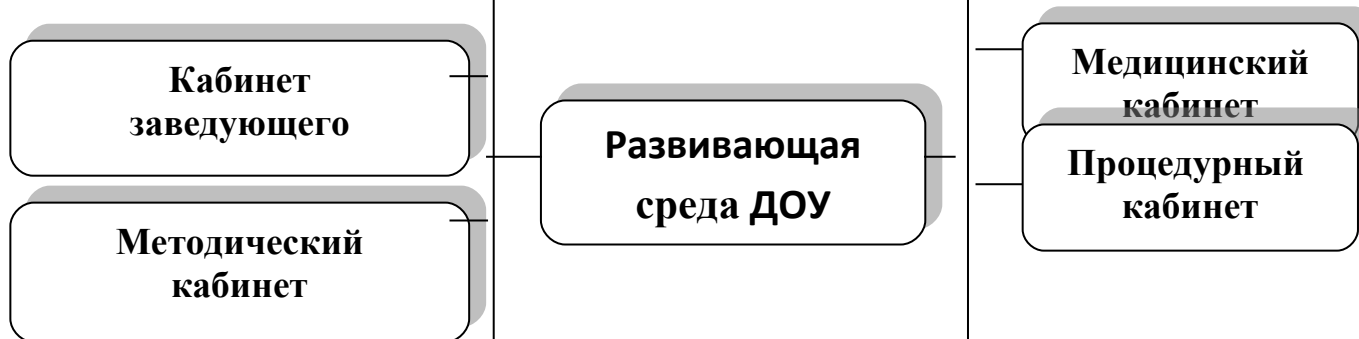 Кабинет
заведующего
Методический
кабинет
Развивающая
среда ДОУ
Медицинский
кабинет
Процедурный
кабинет